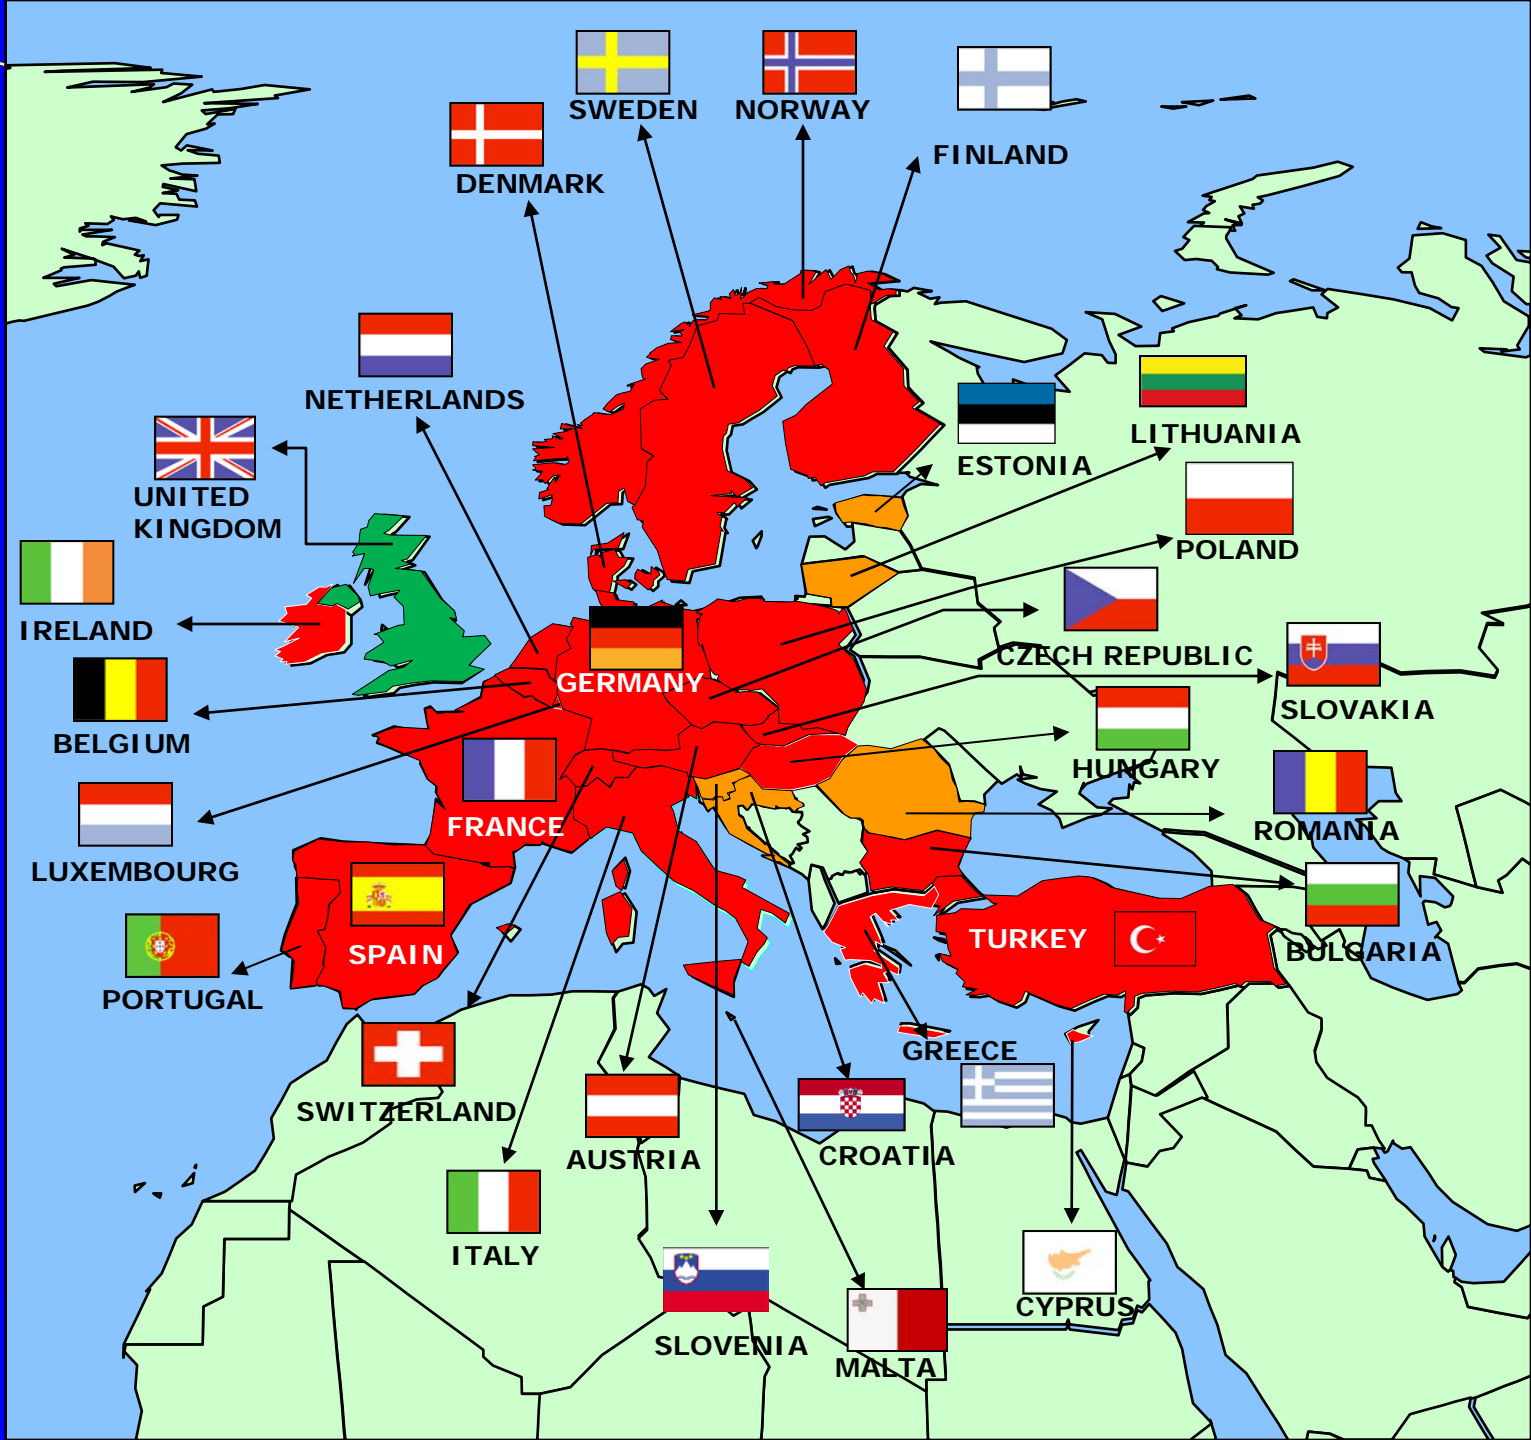 SWEDEN
NORWAY
FINLAND
DENMARK
NETHERLANDS
LITHUANIA
ESTONIA
UNITED
KINGDOM
POLAND
IRELAND
CZECH REPUBLIC
GERMANY
SLOVAKIA
BELGIUM
HUNGARY
FRANCE
ROMANIA
LUXEMBOURG
TURKEY
SPAIN
BULGARIA
PORTUGAL
GREECE
SWITZERLAND
AUSTRIA
CROATIA
ITALY
CYPRUS
SLOVENIA
MALTA